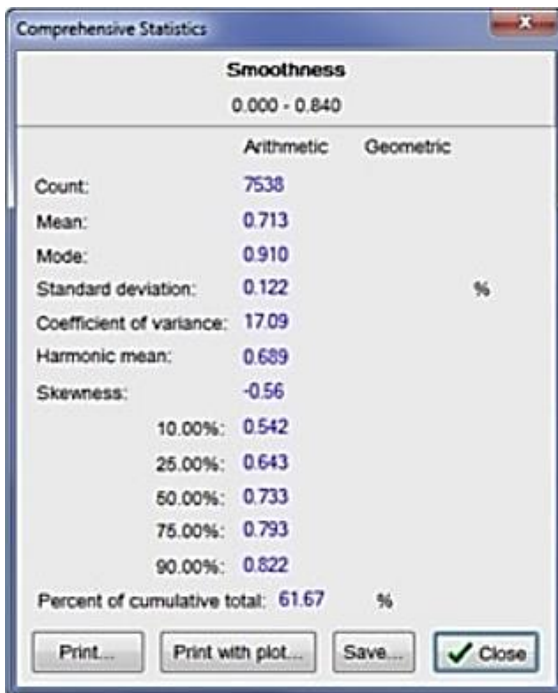 Comprehensive Statistics
Smoothness
0.000 - 0.840
Arithmetic Geometric
Count: 7538
Mean: 0.713
Mode: 0.910
Standard deviation: 0.122 %
Coefficient of variance: 17.09
Harmonic mean: 0.689
Skewness: -0.56
10.00%: 0.542
25.00%: 0.643
50.00%: 0.733
75.00%: 0.793
90.00%: 0.822
Percent of cumulative total: 61.67 %
Print... Print with plot... Save... Close